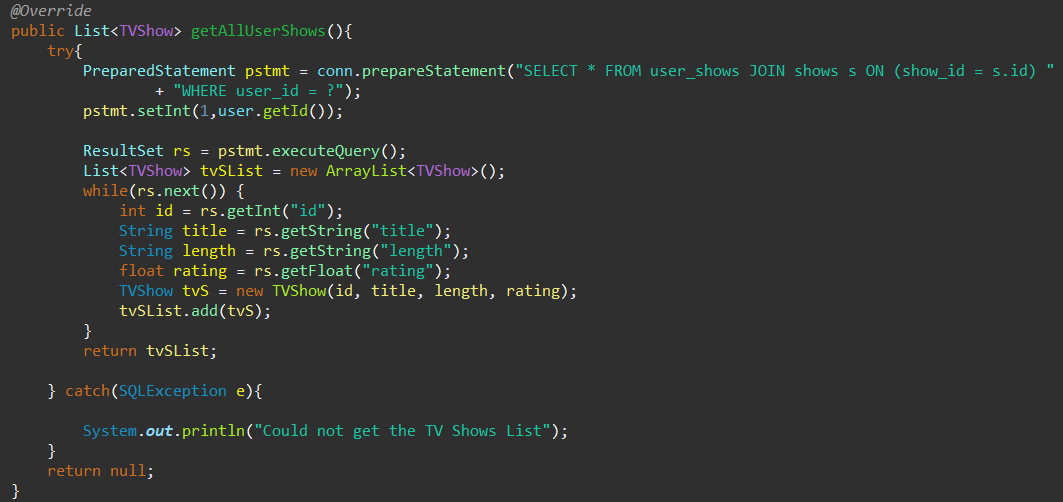 @Override
public List<TVShow> getAllUserShows(){
    try{
        PreparedStatement pstmt = conn.prepareStatement("SELECT * FROM user_shows JOIN shows s ON (show_id = s.id) "
                + "WHERE user_id = ?");
        pstmt.setInt(1,user.getId());

        ResultSet rs = pstmt.executeQuery();
        List<TVShow> tvSList = new ArrayList<TVShow>();
        while(rs.next()) {
            int id = rs.getInt("id");
            String title = rs.getString("title");
            String length = rs.getString("length");
            float rating = rs.getFloat("rating");
            TVShow tvS = new TVShow(id, title, length, rating);
            tvSList.add(tvS);
        }
        return tvSList;

    } catch(SQLException e){

        System.out.println("Could not get the TV Shows List");
    }
    return null;
}